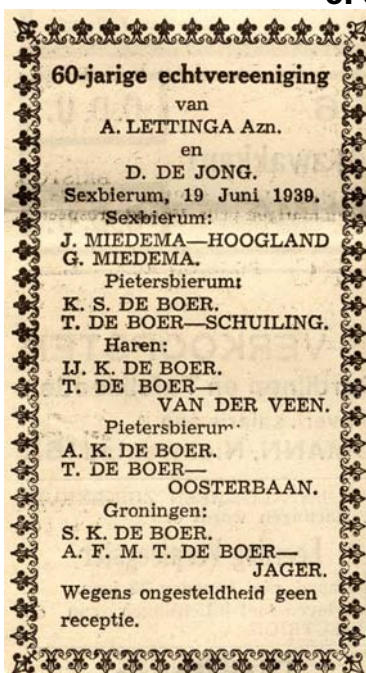 60-jarige echtvereeniging
van
A. LETTINGA Azn.
en
D. DE JONG.
Sexbierum, 19 Juni 1939.
Sexbierum:
J. MIEDEMA—HOOGLAND
G. MIEDEMA.
Pietersbierum:
K. S. DE BOER.
T. DE BOER—SCHUILING.
Haren:
IJ. K. DE BOER.
T. DE BOER—
VAN DER VEEN.
Pietersbierum
A. K. DE BOER.
T. DE BOER—
OOSTERBAAN.
Groningen:
S. K. DE BOER.
A. F. M. T. DE BOER—
JAGER.
Wegens ongesteldheid geen
receptie.